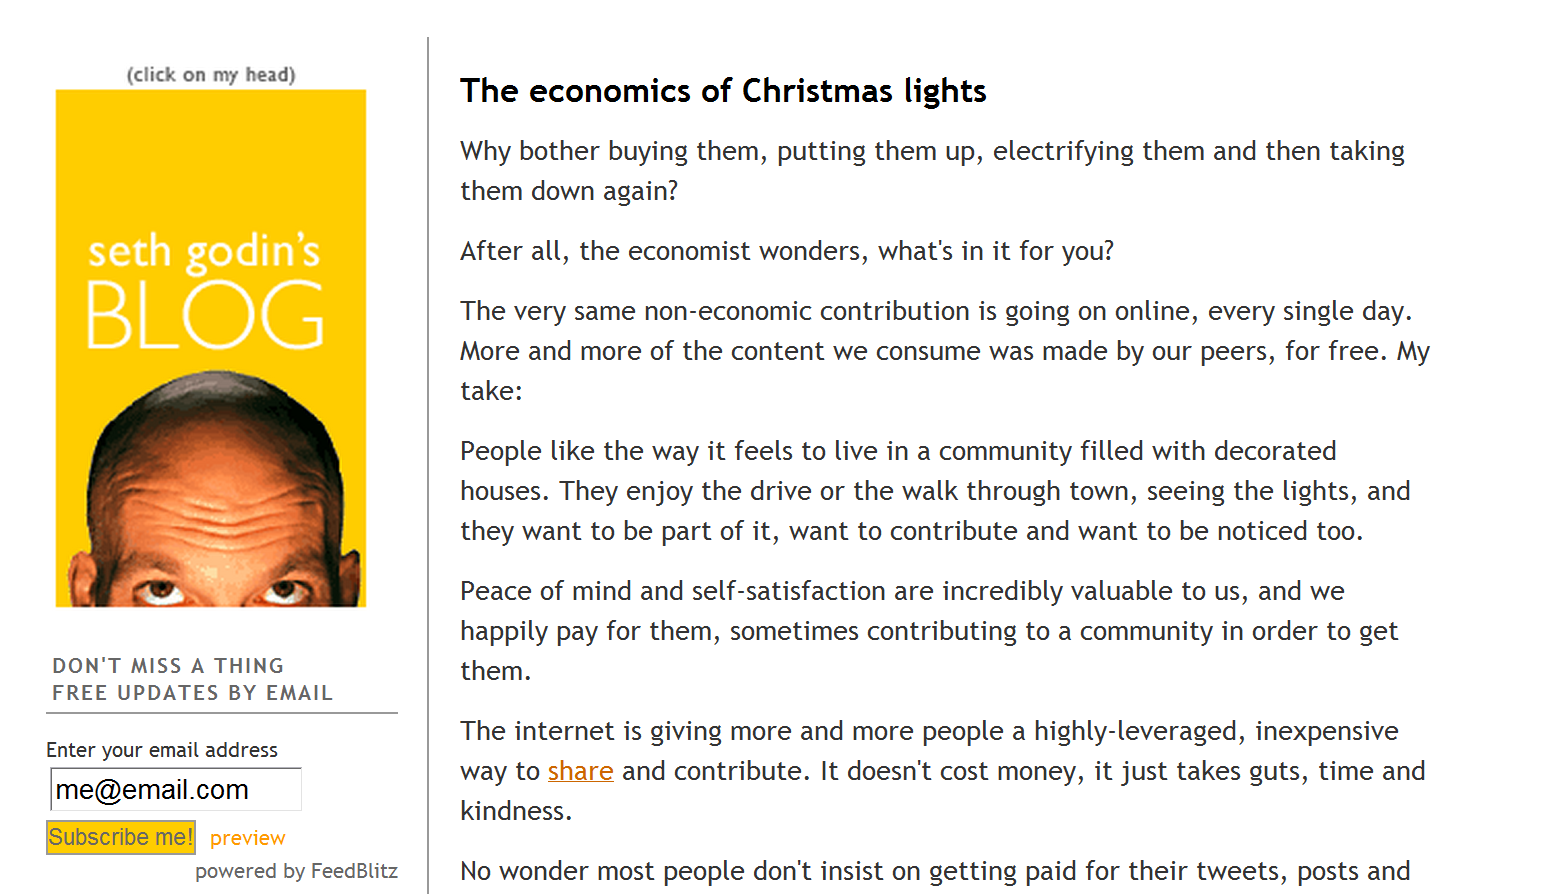 (click on my head)
seth godin's
BLOG
DON'T MISS A THING
FREE UPDATES BY EMAIL
Enter your email address
me@email.com
Subscribe me! preview
powered by FeedBlitz
The economics of Christmas lights
Why bother buying them, putting them up, electrifying them and then taking
them down again?
After all, the economist wonders, what's in it for you?
The very same non-economic contribution is going on online, every single day.
More and more of the content we consume was made by our peers, for free. My
take:
People like the way it feels to live in a community filled with decorated
houses. They enjoy the drive or the walk through town, seeing the lights, and
they want to be part of it, want to contribute and want to be noticed too.
Peace of mind and self-satisfaction are incredibly valuable to us, and we
happily pay for them, sometimes contributing to a community in order to get
them.
The internet is giving more and more people a highly-leveraged, inexpensive
way to share and contribute. It doesn't cost money, it just takes guts, time and
kindness.
No wonder most people don't insist on getting paid for their tweets, posts and